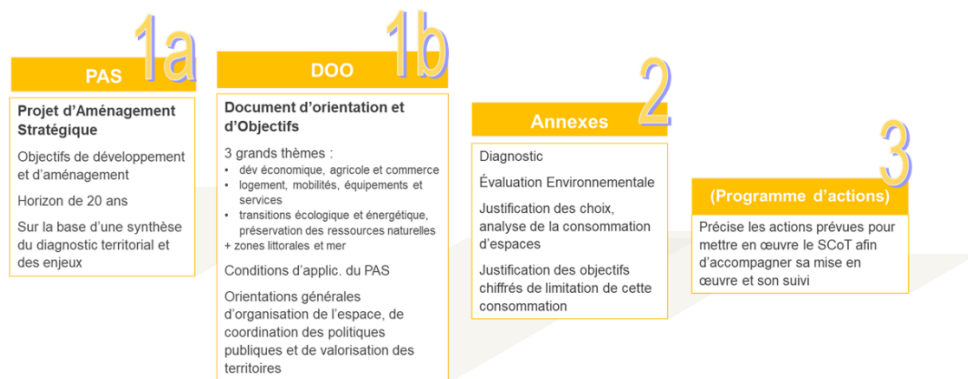 1a
PAS
Projet d'Aménagement
Stratégique
Objectifs de développement
et d'aménagement
Horizon de 20 ans
Sur la base d'une synthèse
du diagnostic territorial et
des enjeux
1b
DOO
Document d'orientation et
d'Objectifs
3 grands thèmes :
• dév économique, agricole et commerce
• logement, mobilités, équipements et
services
• transitions écologique et énergétique,
préservation des ressources naturelles
+ zones littorales et mer
Conditions d'applic. du PAS
Orientations générales
d'organisation de l'espace, de
coordination des politiques
publiques et de valorisation des
territoires
2
Annexes
Diagnostic
Évaluation Environnementale
Justification des choix,
analyse de la consommation
d'espaces
Justification des objectifs
chiffrés de limitation de cette
consommation
3
(Programme d'actions)
Précise les actions prévues pour
mettre en œuvre le SCoT afin
d'accompagner sa mise en
œuvre et son suivi